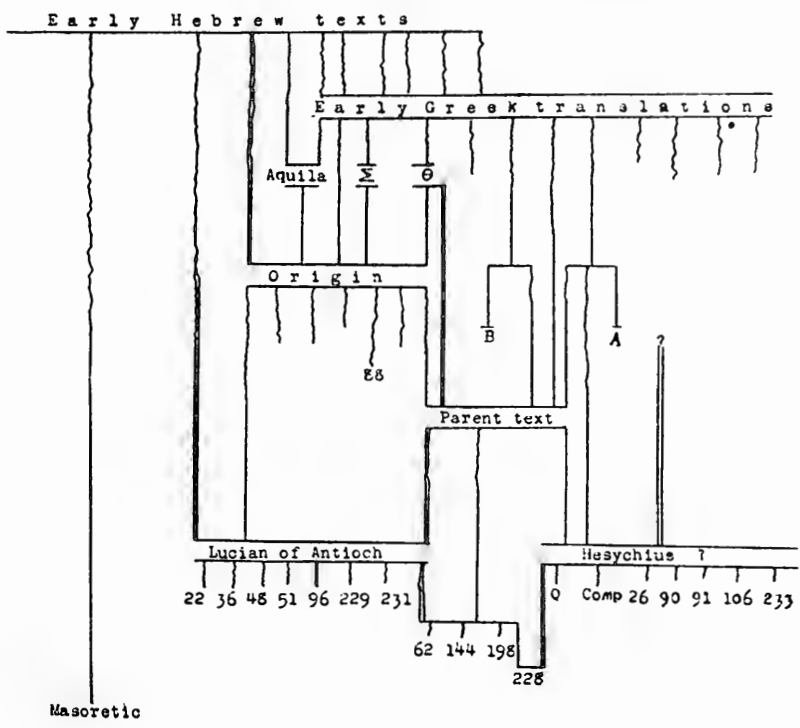 Early Hebrew texts
Early Greek translations
Aquila Σ Θ
Origin
B A ?
88
Parent text
Lucian of Antioch Hesychius ?
22 36 48 51 96 229 231 Q Comp 26 90 91 106 233
62 144 198
228
Masoretic